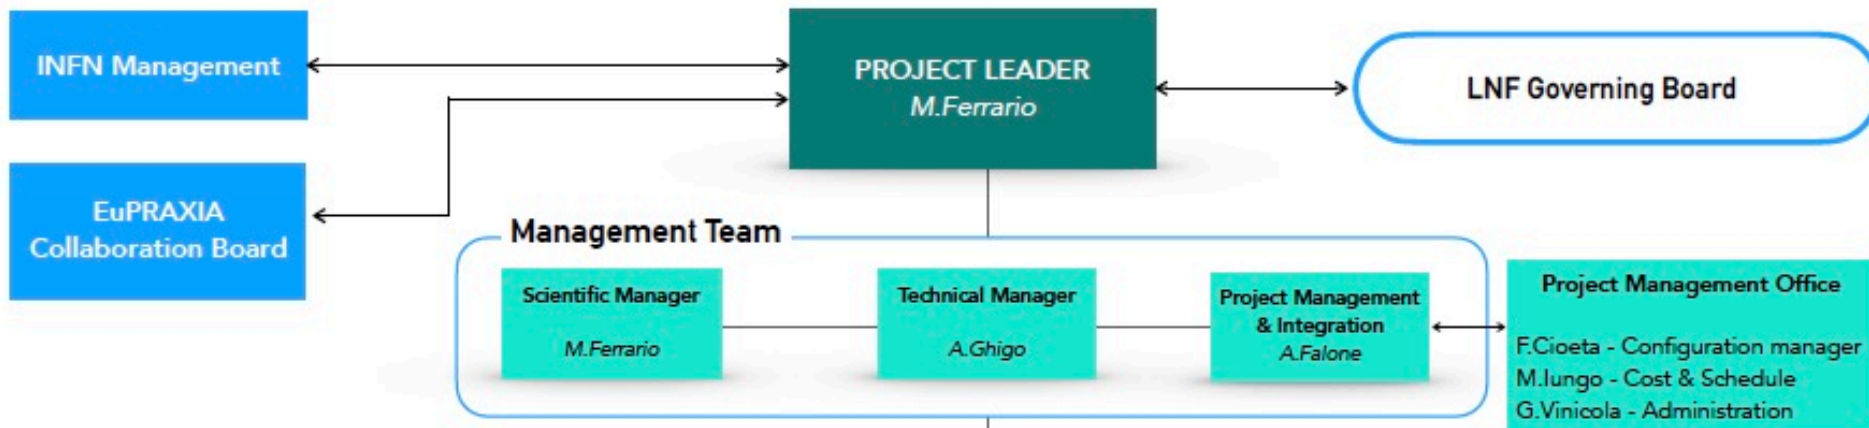 INFN Management
PROJECT LEADER
M.Ferrario
LNF Governing Board
EuPRAXIA
Collaboration Board
Management Team
Scientific Manager
M.Ferrario
Technical Manager
A.Ghigo
Project Management
& Integration
A.Falone
Project Management Office
F.Cioeta - Configuration manager
M.Iungo - Cost & Schedule
G.Vinicola - Administration